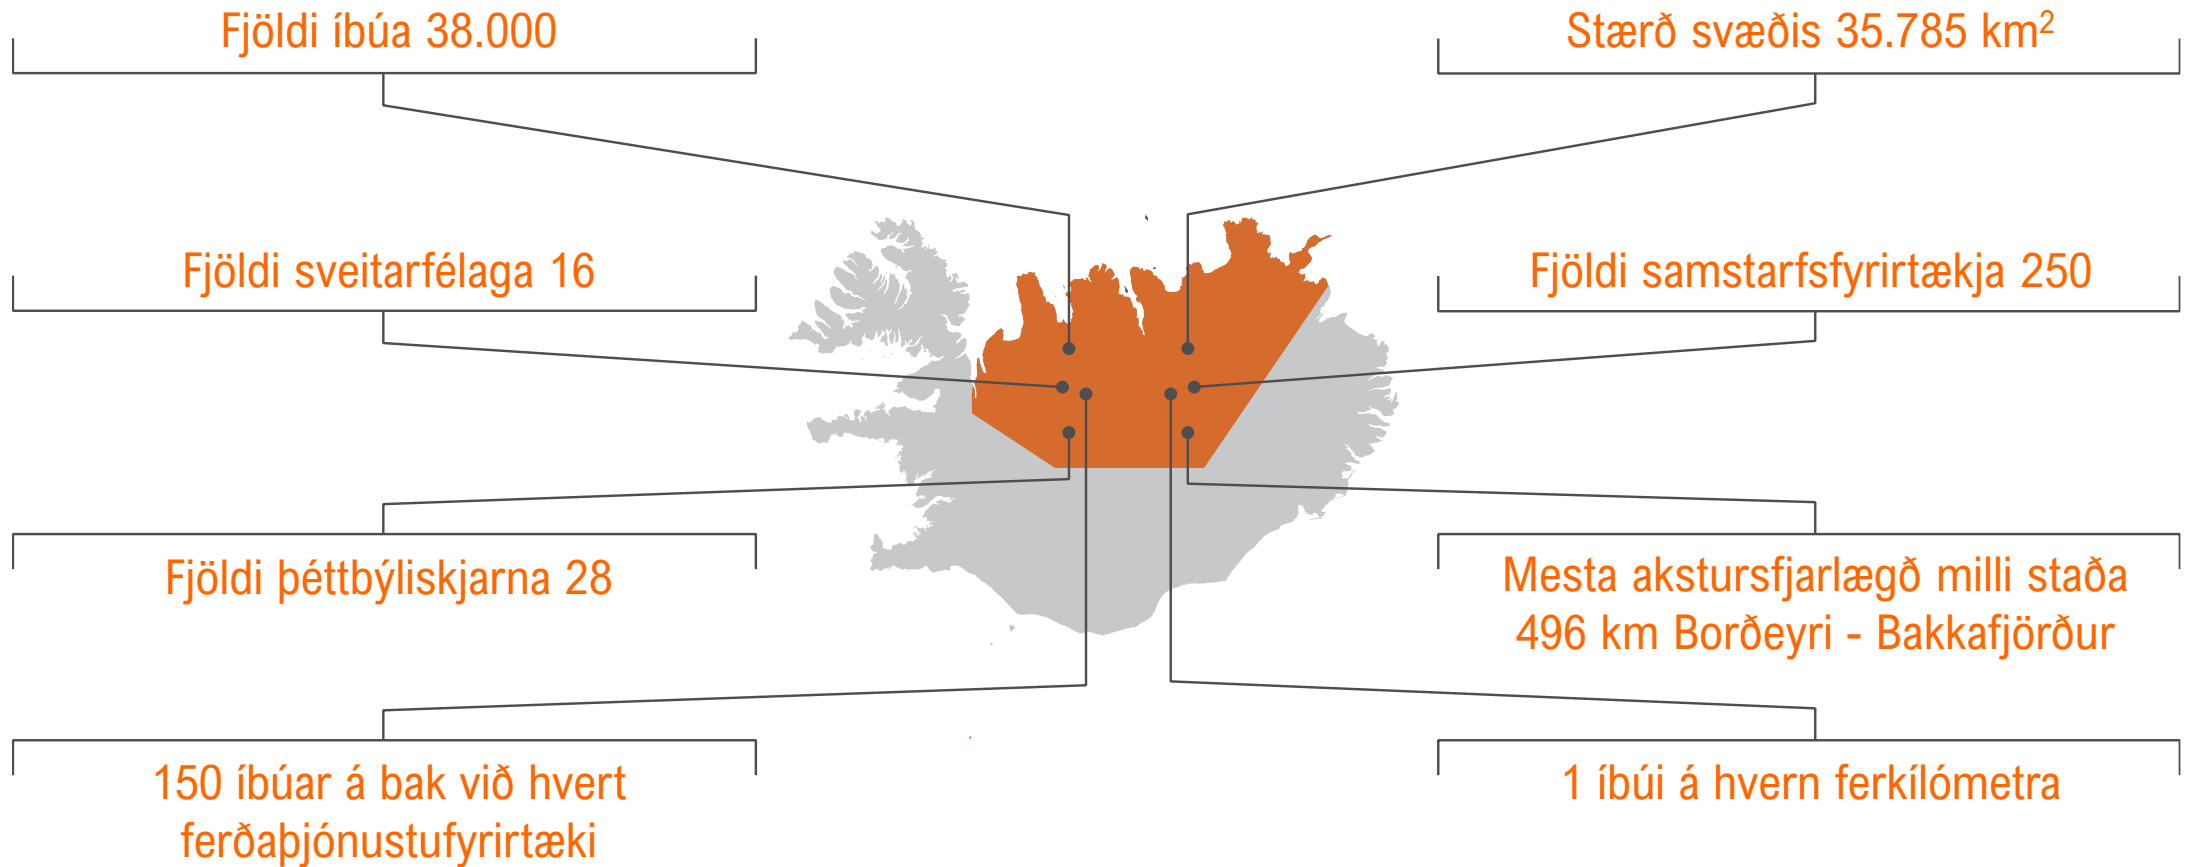 Fjöldi íbúa 38.000
Stærð svæðis 35.785 km²
Fjöldi sveitarfélaga 16
Fjöldi samstarfsfyrirtækja 250
Fjöldi þéttbýliskjarna 28
Mesta akstursfjarlægð milli staða
496 km Borðeyri - Bakkafjörður
150 íbúar á bak við hvert
ferðaþjónustufyrirtæki
1 íbúi á hvern ferkílómetra